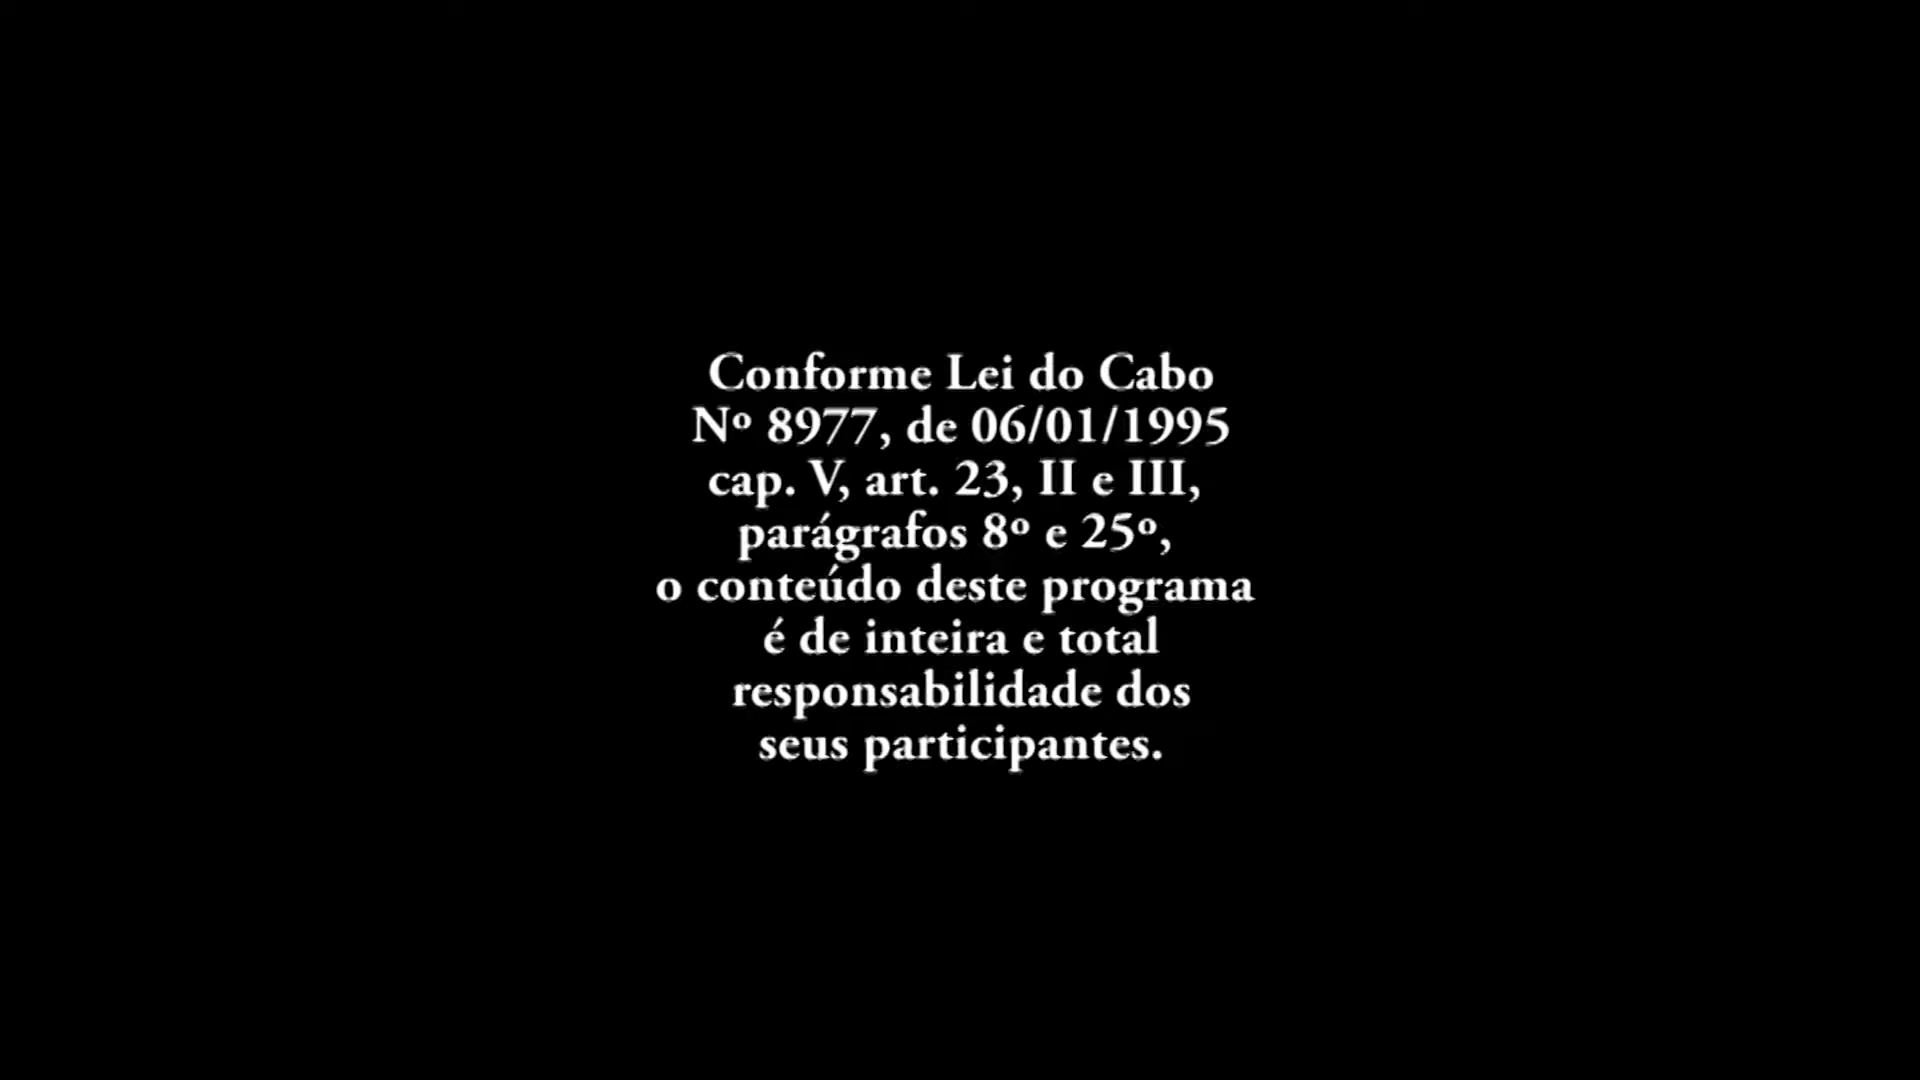 Conforme Lei do Cabo
Nº 8977, de 06/01/1995
cap. V, art. 23, II e III,
parágrafos 8º e 25º,
o conteúdo deste programa
é de inteira e total
responsabilidade dos
seus participantes.